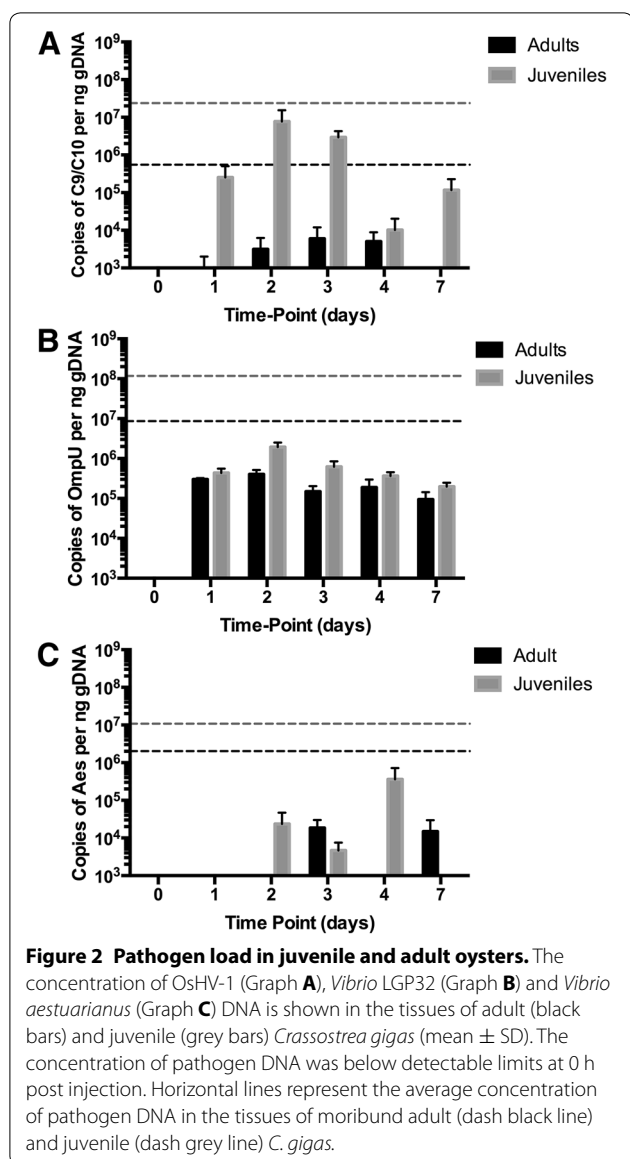 A
Copies of C9/C10 per ng gDNA
10⁹
10⁸
10⁷
10⁶
10⁵
10⁴
10³
0 1 2 3 4 7
Time-Point (days)
Adults
Juveniles
B
Copies of OmpU per ng gDNA
10⁹
10⁸
10⁷
10⁶
10⁵
10⁴
10³
0 1 2 3 4 7
Time-Point (days)
Adults
Juveniles
C
Copies of Aes per ng gDNA
10⁹
10⁸
10⁷
10⁶
10⁵
10⁴
10³
0 1 2 3 4 7
Time Point (days)
Adult
Juveniles
Figure 2 Pathogen load in juvenile and adult oysters. The
concentration of OsHV-1 (Graph A), Vibrio LGP32 (Graph B) and Vibrio
aestuarianus (Graph C) DNA is shown in the tissues of adult (black
bars) and juvenile (grey bars) Crassostrea gigas (mean ± SD). The
concentration of pathogen DNA was below detectable limits at 0 h
post injection. Horizontal lines represent the average concentration
of pathogen DNA in the tissues of moribund adult (dash black line)
and juvenile (dash grey line) C. gigas.